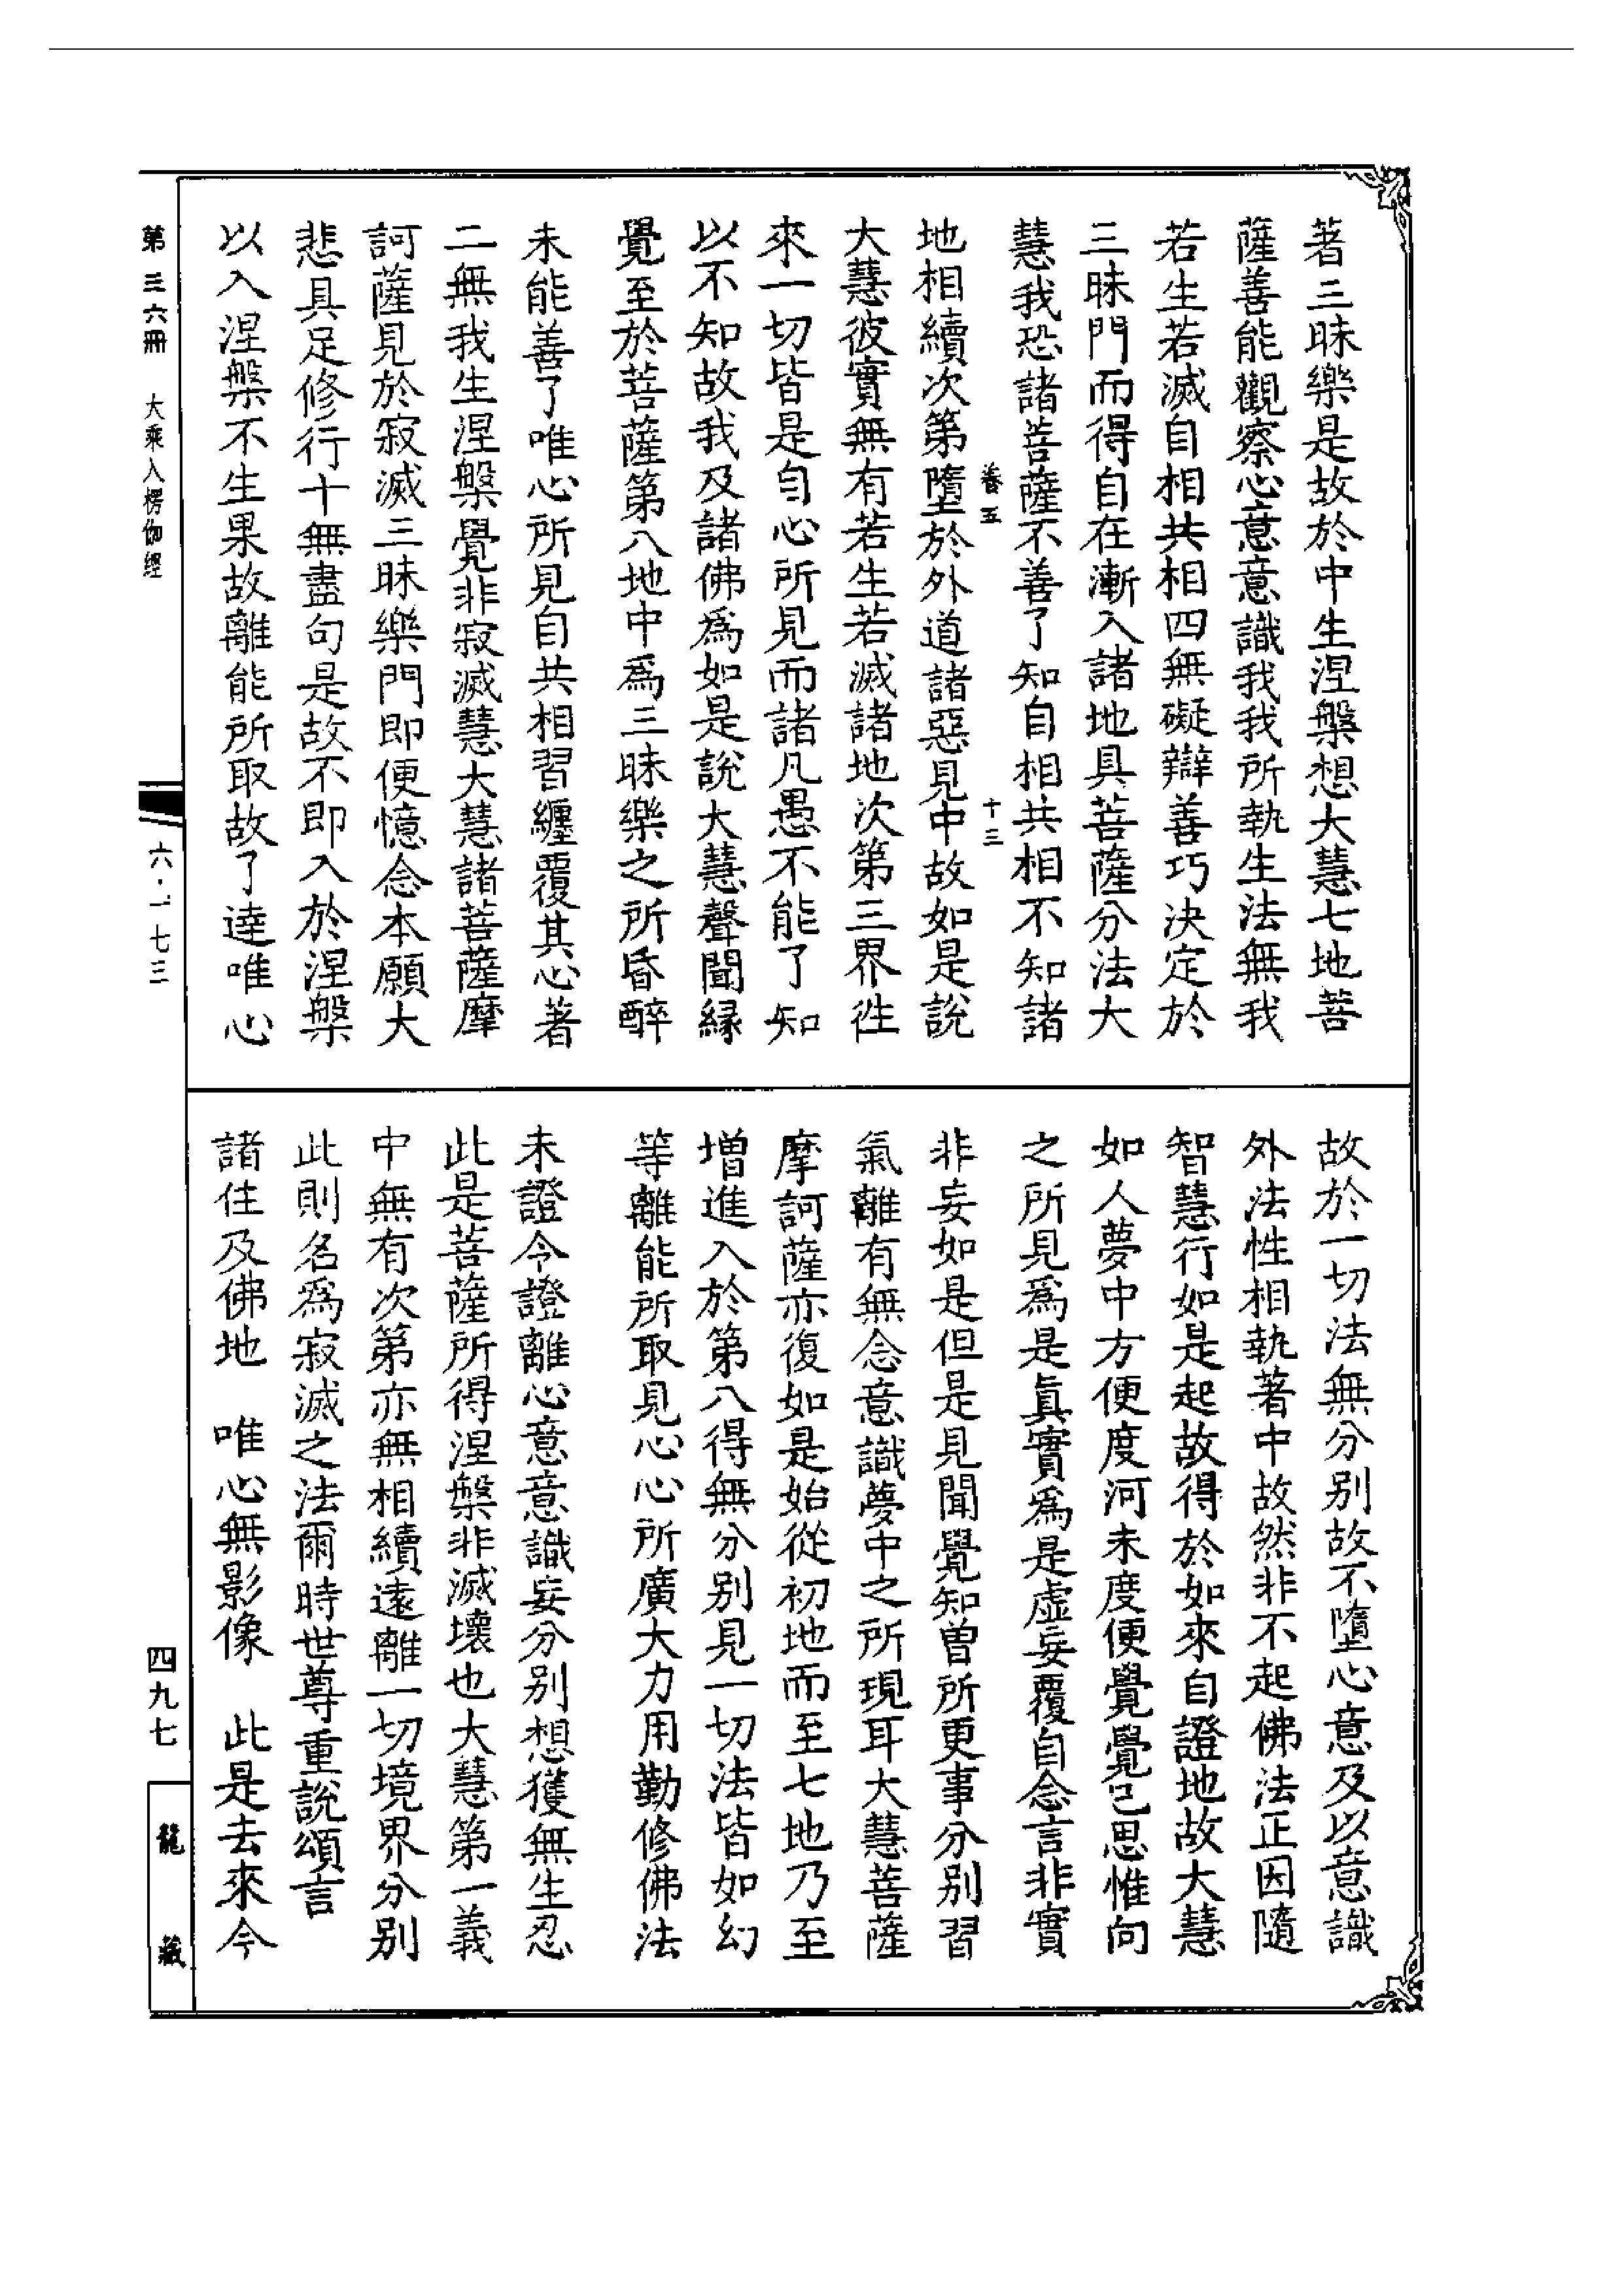 著三昧樂是故於中生涅槃想大慧七地菩
薩善能觀察心意意識我我所執生法無我
若生若滅自相共相四無礙辯善巧決定於
三昧門而得自在漸入諸地具菩薩分法大
慧我恐諸菩薩不善了知自相共相不知諸
卷五
十三
地相續次第墮於外道諸惡見中故如是說
大慧彼實無有若生若滅諸地次第三界徃
來一切皆是自心所見而諸凡愚不能了知
以不知故我及諸佛爲如是說大慧聲聞緣
覺至於菩薩第八地中爲三昧樂之所昏醉
未能善了唯心所見自共相習纏覆其心著
二無我生涅槃覺非寂滅慧大慧諸菩薩摩
訶薩見於寂滅三昧樂門即便憶念本願大
悲具足修行十無盡句是故不即入於涅槃
以入涅槃不生果故離能所取故了達唯心
故於一切法無分別故不墮心意及以意識
外法性相執著中故然非不起佛法正因隨
智慧行如是起故得於如來自證地故大慧
如人夢中方便度河未度便覺覺已思惟向
之所見爲是眞實爲是虛妄覆自念言非實
非妄如是但是見聞覺知曾所更事分別習
氣離有無念意識夢中之所現耳大慧菩薩
摩訶薩亦復如是始從初地而至七地乃至
增進入於第八得無分別見一切法皆如幻
等離能所取見心心所廣大力用勤修佛法
未證令證離心意意識妄分別想獲無生忍
此是菩薩所得涅槃非滅壞也大慧第一義
中無有次第亦無相續遠離一切境界分別
此則名爲寂滅之法爾時世尊重說頌言
諸住及佛地　唯心無影像　此是去來今
第三六冊　大乘入楞伽經
六·一七三
四九七
龍藏